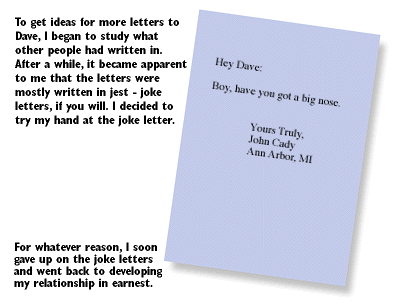 To get ideas for more letters to
Dave, I began to study what
other people had written in.
After a while, it became apparent
to me that the letters were
mostly written in jest - joke
letters, if you will. I decided to
try my hand at the joke letter.
Hey Dave:
Boy, have you got a big nose.
Yours Truly,
John Cady
Ann Arbor, MI
For whatever reason, I soon
gave up on the joke letters
and went back to developing
my relationship in earnest.